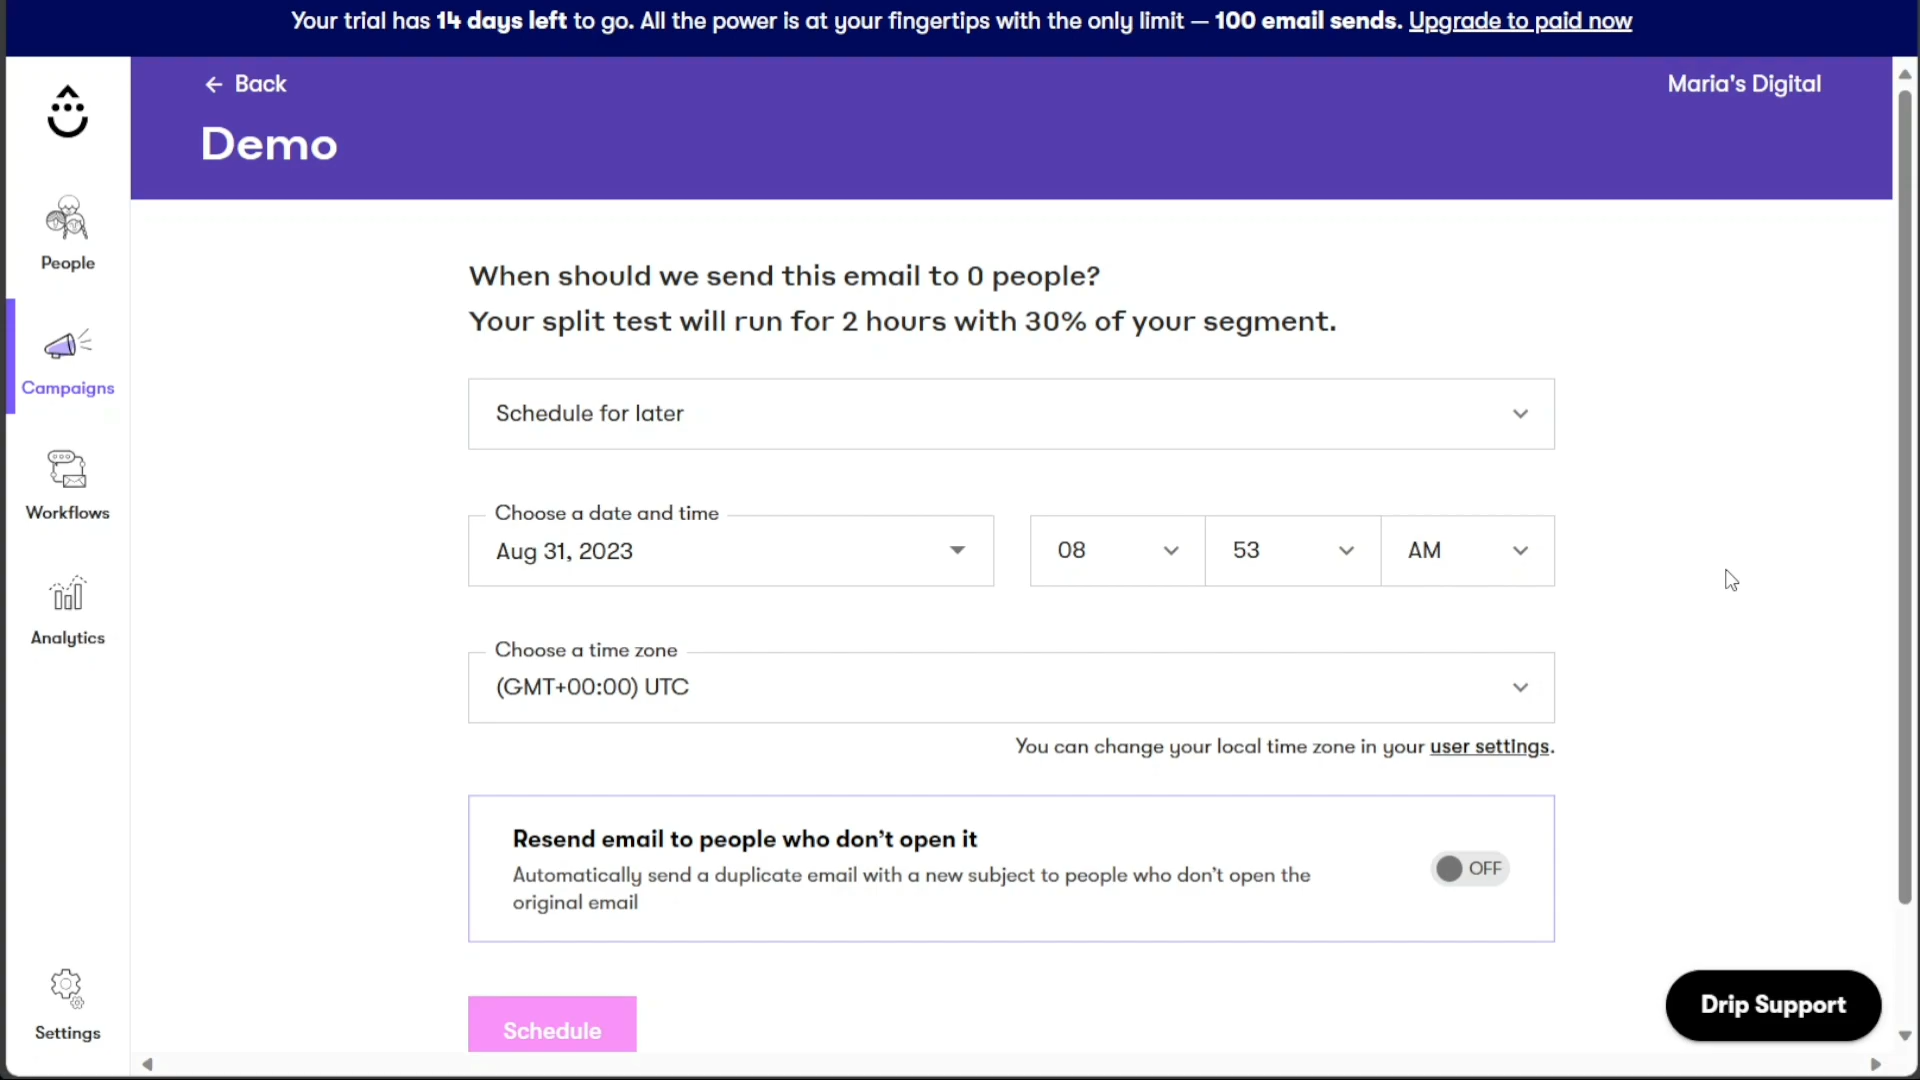 Your trial has 14 days left to go. All the power is at your fingertips with the only limit — 100 email sends. Upgrade to paid now
← Back
Maria's Digital
Demo
People
Campaigns
Workflows
Analytics
Settings
When should we send this email to 0 people?
Your split test will run for 2 hours with 30% of your segment.
Schedule for later
Choose a date and time
Aug 31, 2023
08
53
AM
Choose a time zone
(GMT+00:00) UTC
You can change your local time zone in your user settings.
Resend email to people who don’t open it
Automatically send a duplicate email with a new subject to people who don’t open the
original email
OFF
Schedule
Drip Support